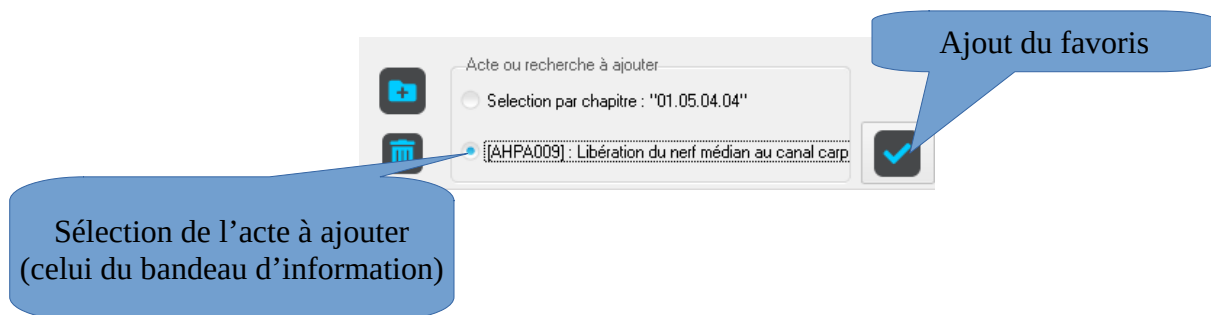 Ajout du favoris
Acte ou recherche à ajouter
Selection par chapitre : "01.05.04.04"
[AHPA009] : Libération du nerf médian au canal carp
Sélection de l’acte à ajouter
(celui du bandeau d’information)